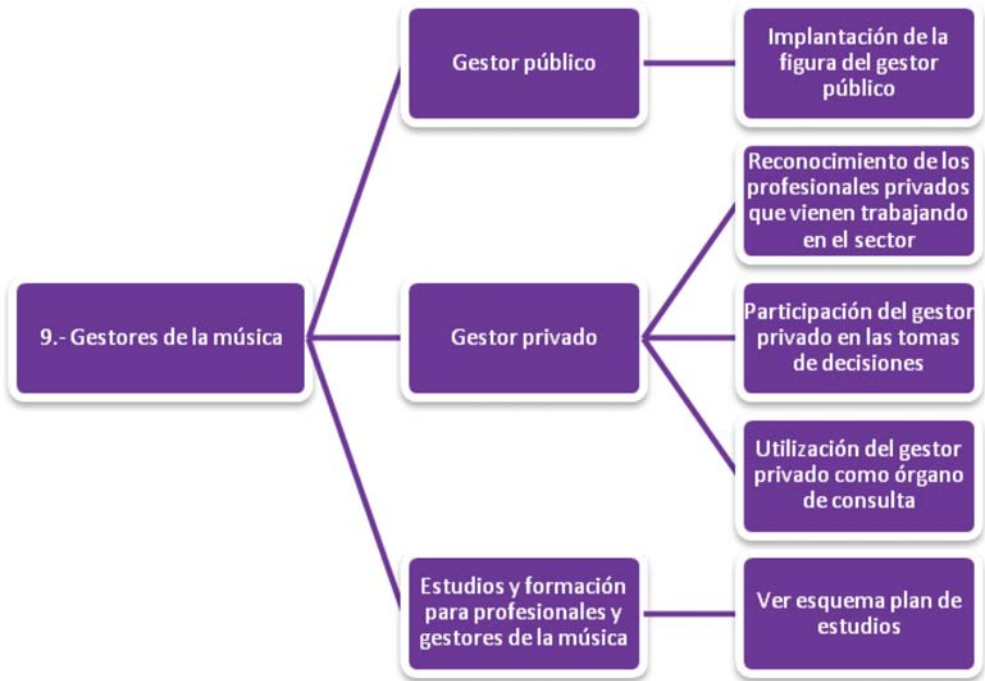 Gestor público
Implantación de la
figura del gestor
público
Reconocimiento de los
profesionales privados
que vienen trabajando
en el sector
9.- Gestores de la música
Gestor privado
Participación del gestor
privado en las tomas
de decisiones
Utilización del gestor
privado como órgano
de consulta
Estudios y formación
para profesionales y
gestores de la música
Ver esquema plan de
estudios